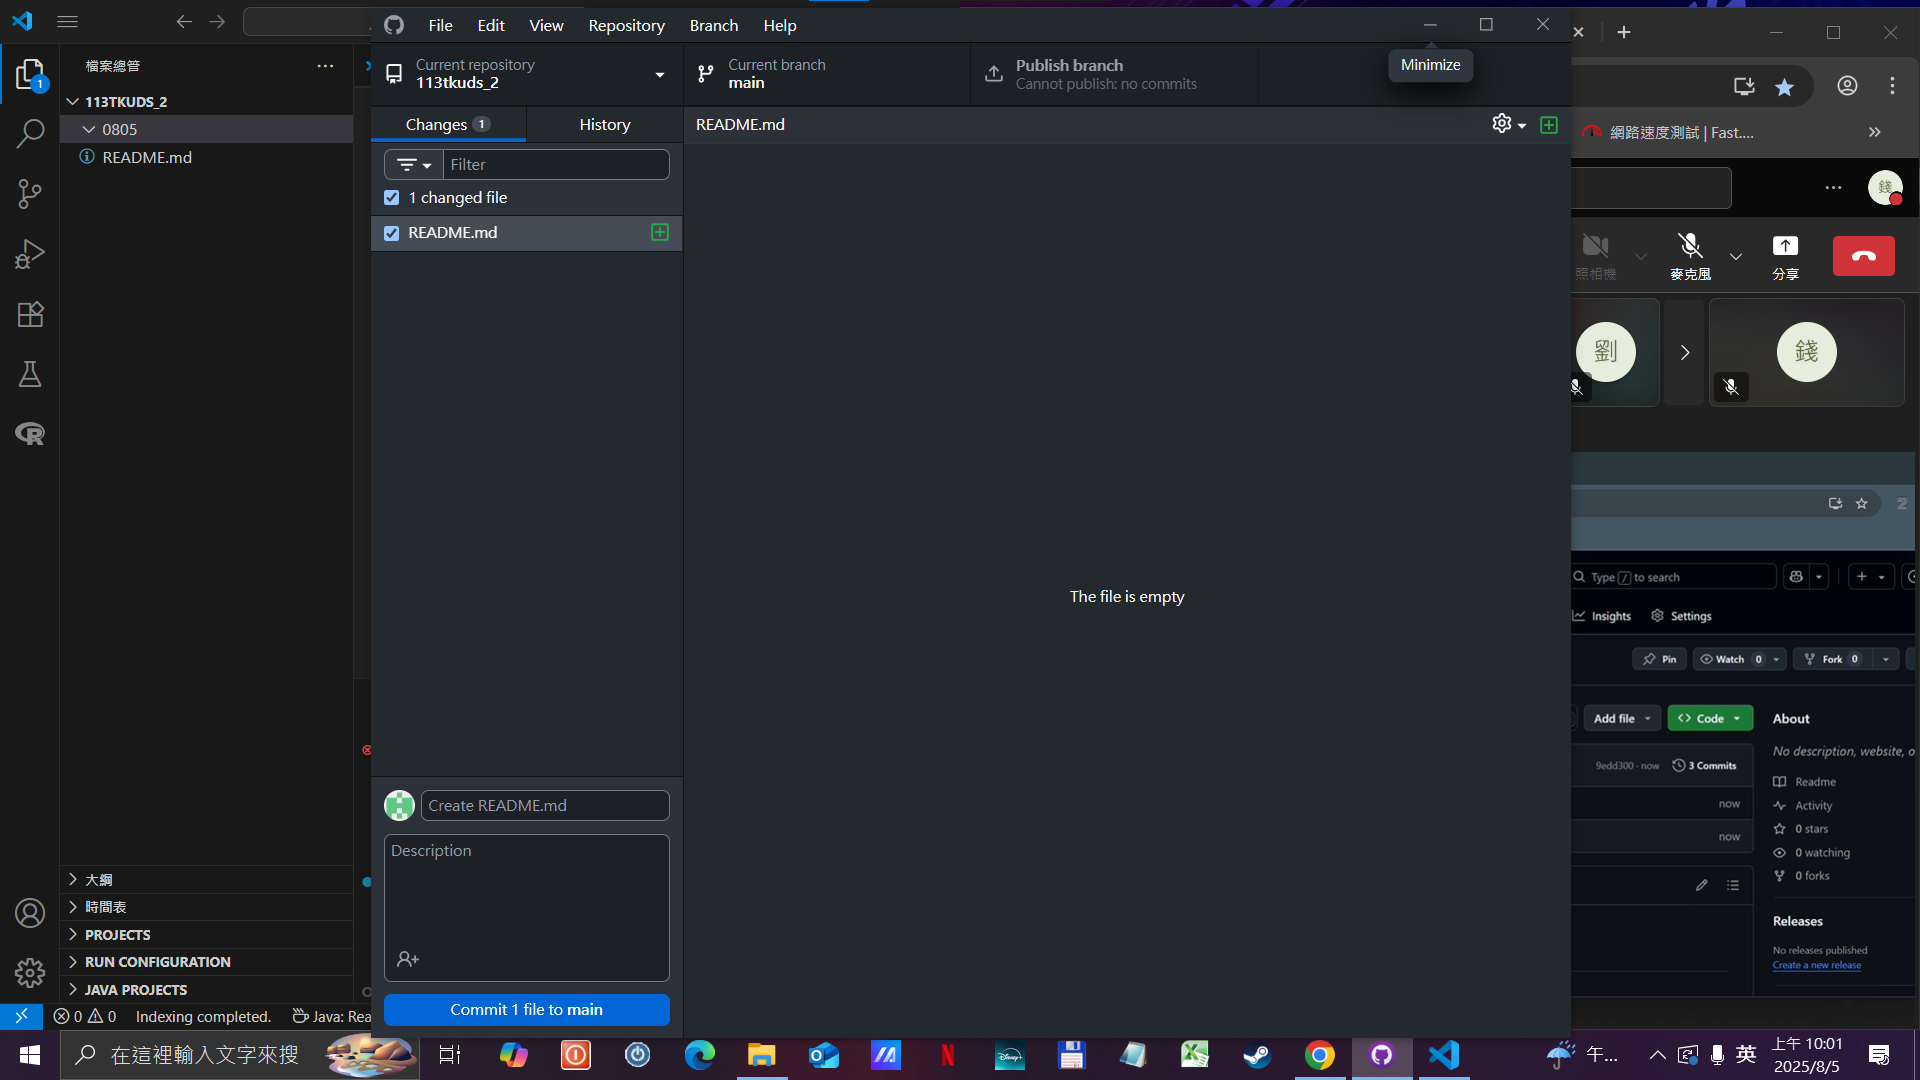 File Edit View Repository Branch Help
Current repository
113tkuds_2
Current branch
main
Publish branch
Cannot publish: no commits
Minimize
檔案總管
113TKUDS_2
0805
README.md
1
Changes 1
History
README.md
Filter
1 changed file
README.md
The file is empty
Create README.md
Description
Commit 1 file to main
大綱
時間表
PROJECTS
RUN CONFIGURATION
JAVA PROJECTS
0 0 Indexing completed. Java: Rea
網路速度測試 | Fast....
錢
照相機
麥克風
分享
劉
錢
2
Type / to search
Insights
Settings
Pin
Watch 0
Fork 0
Add file
Code
About
No description, website, o
9edd300 · now
3 Commits
now
now
Readme
Activity
0 stars
0 watching
0 forks
Releases
No releases published
Create a new release
在這裡輸入文字來搜
Disney+
午...
英
上午 10:01
2025/8/5